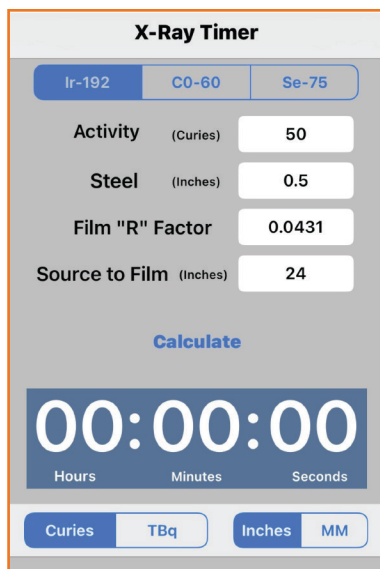 X-Ray Timer
Ir-192 C0-60 Se-75
Activity (Curies) 50
Steel (Inches) 0.5
Film "R" Factor 0.0431
Source to Film (Inches) 24
Calculate
00:00:00
Hours Minutes Seconds
Curies TBq Inches MM